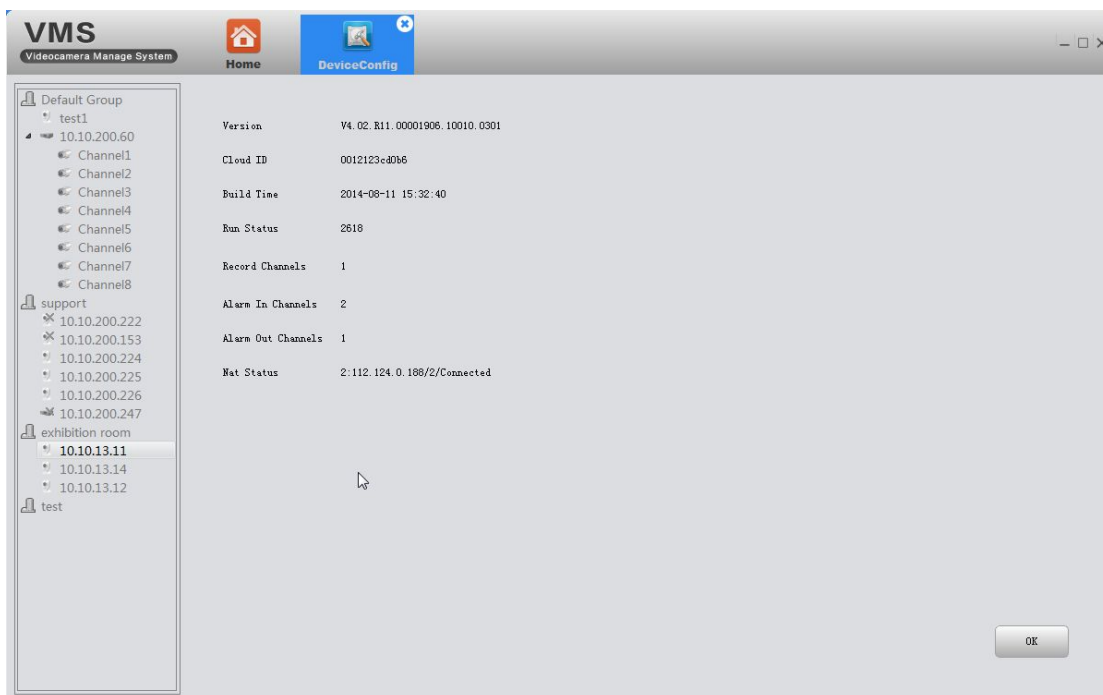 VMS
Videocamera Manage System
Home
DeviceConfig
Default Group
test1
10.10.200.60
Channel1
Channel2
Channel3
Channel4
Channel5
Channel6
Channel7
Channel8
support
10.10.200.222
10.10.200.153
10.10.200.224
10.10.200.225
10.10.200.226
10.10.200.247
exhibition room
10.10.13.11
10.10.13.14
10.10.13.12
test
Version V4.02.R11.00001906.10010.0301
Cloud ID 0012123cd0b6
Build Time 2014-08-11 15:32:40
Run Status 2618
Record Channels 1
Alarm In Channels 2
Alarm Out Channels 1
Nat Status 2:112.124.0.188/2/Connected
OK